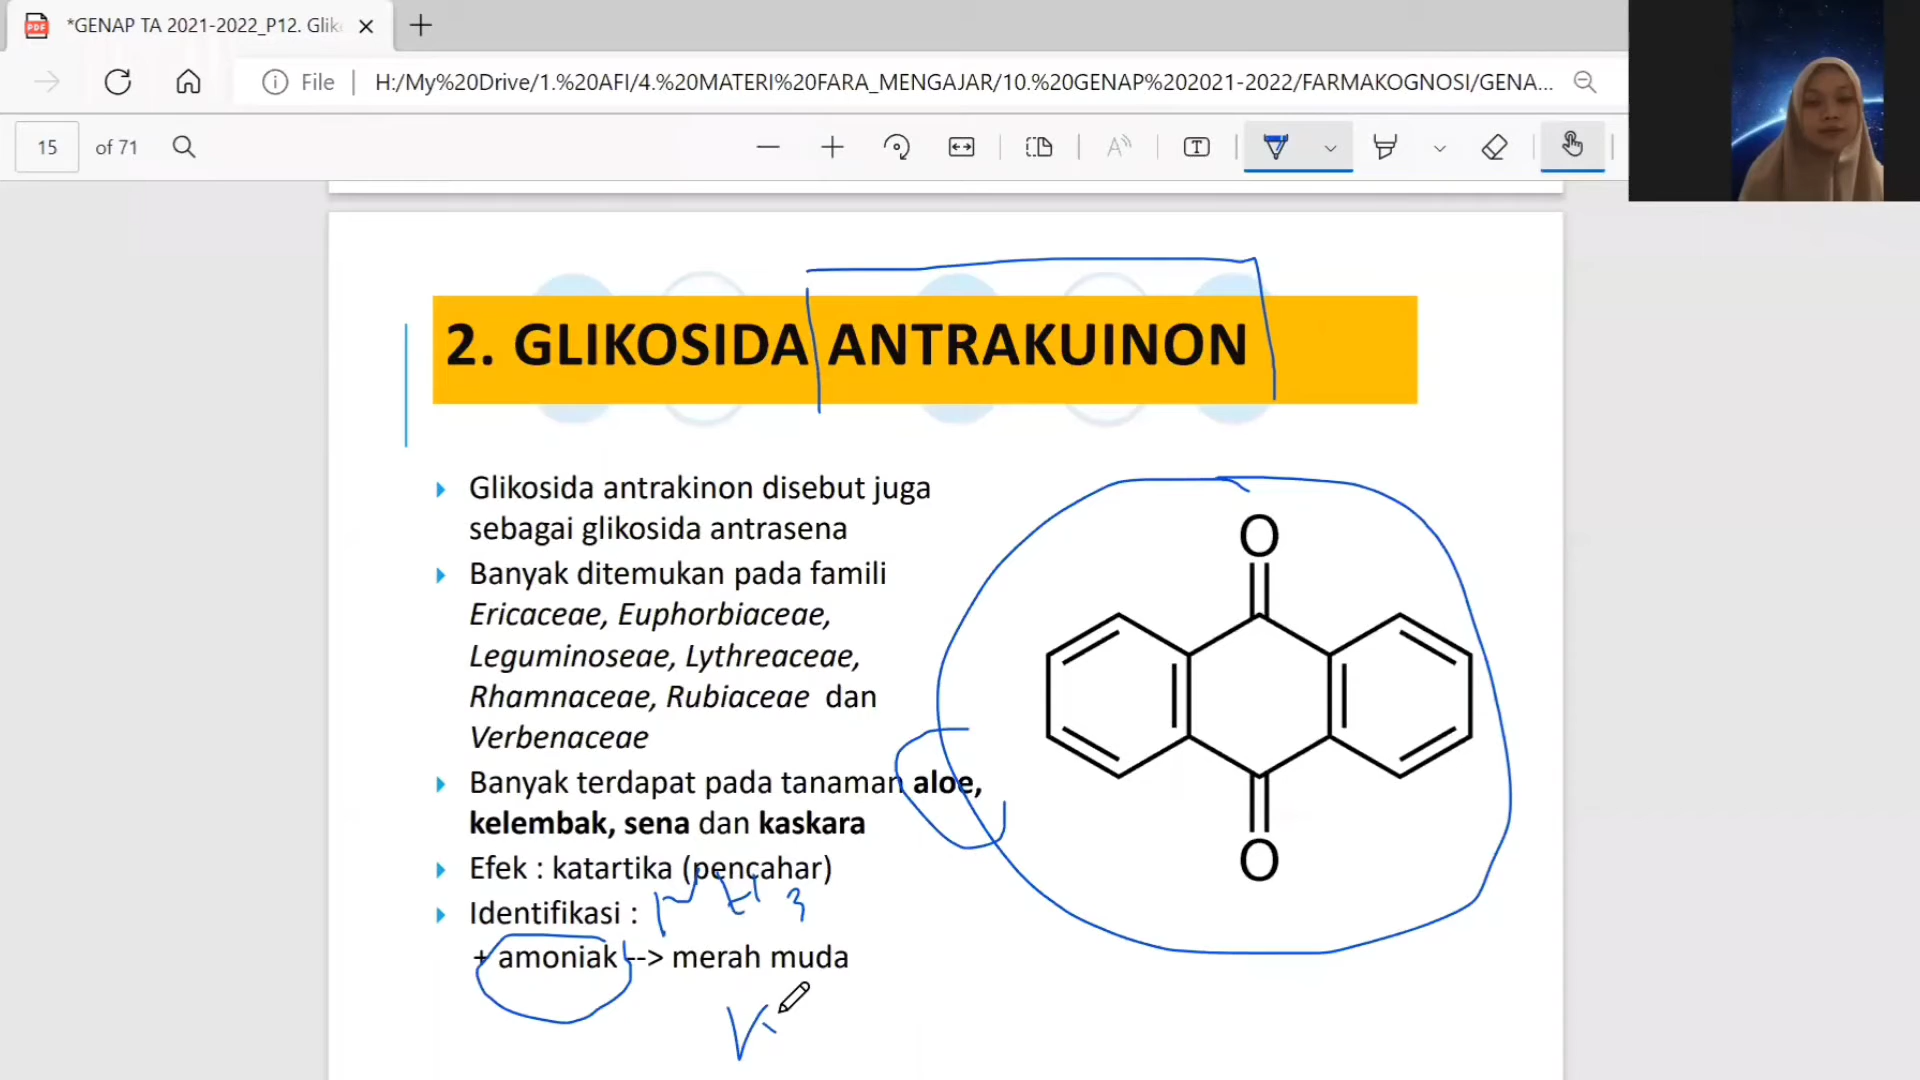 *GENAP TA 2021-2022_P12. Glik
File
H:/My%20Drive/1.%20AFI/4.%20MATERI%20FARA_MENGAJAR/10.%20GENAP%202021-2022/FARMAKOGNOSI/GENA...
15 of 71
2. GLIKOSIDA ANTRAKUINON
Glikosida antrakinon disebut juga
sebagai glikosida antrasena
Banyak ditemukan pada famili
Ericaceae, Euphorbiaceae,
Leguminoseae, Lythreaceae,
Rhamnaceae, Rubiaceae dan
Verbenaceae
Banyak terdapat pada tanaman aloe,
kelembak, sena dan kaskara
Efek : katartika (pencahar)
Identifikasi : NH3
+ amoniak --> merah muda
O
O